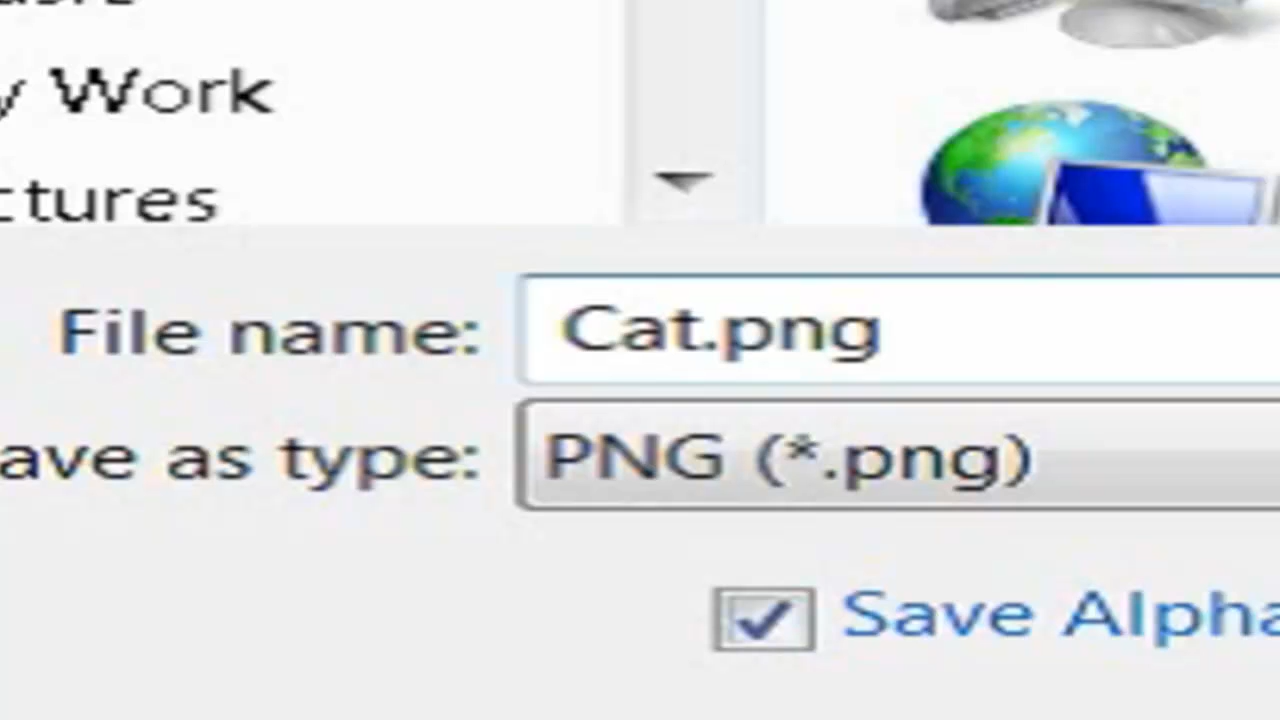 y Work
ctures
File name: Cat.png
ave as type: PNG (*.png)
Save Alpha